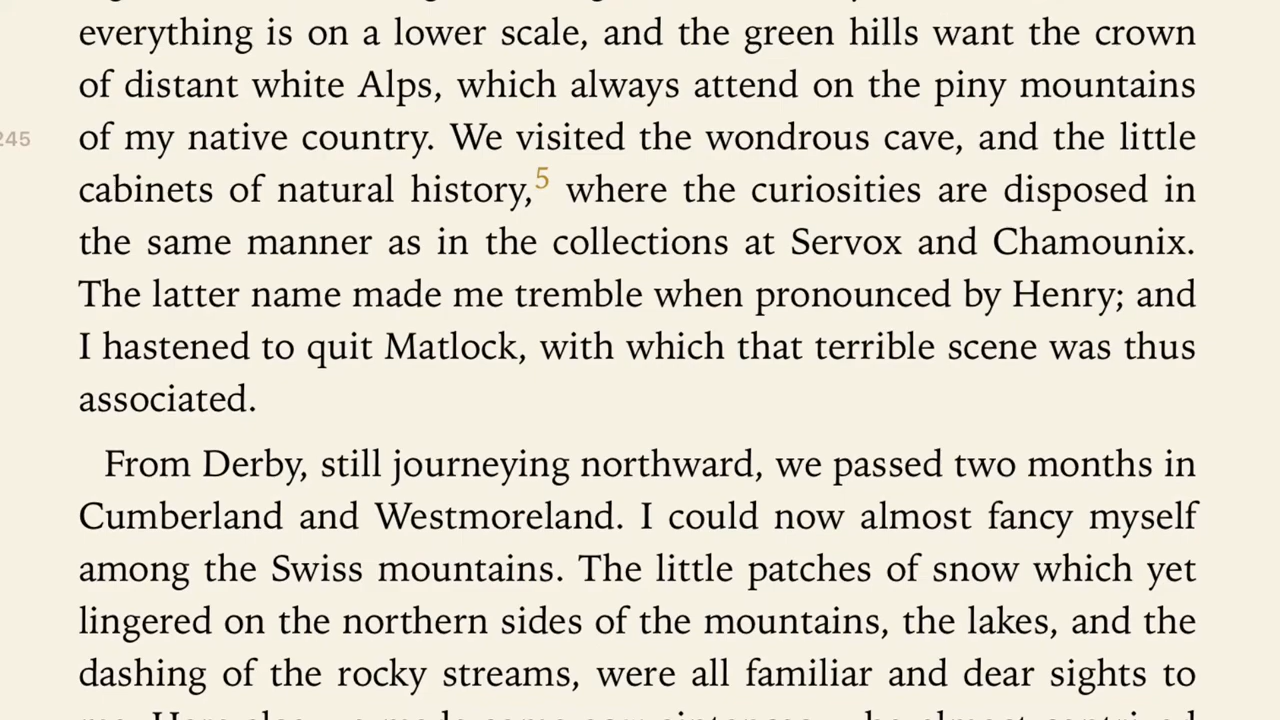 everything is on a lower scale, and the green hills want the crown
of distant white Alps, which always attend on the piny mountains
245 of my native country. We visited the wondrous cave, and the little
cabinets of natural history,5 where the curiosities are disposed in
the same manner as in the collections at Servox and Chamounix.
The latter name made me tremble when pronounced by Henry; and
I hastened to quit Matlock, with which that terrible scene was thus
associated.
From Derby, still journeying northward, we passed two months in
Cumberland and Westmoreland. I could now almost fancy myself
among the Swiss mountains. The little patches of snow which yet
lingered on the northern sides of the mountains, the lakes, and the
dashing of the rocky streams, were all familiar and dear sights to